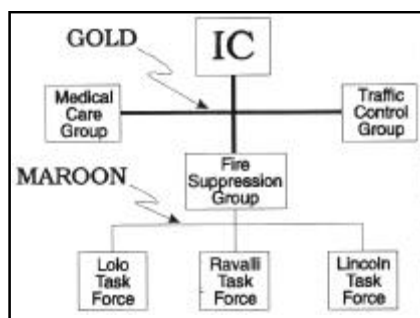 GOLD
IC
Medical
Care
Group
Traffic
Control
Group
Fire
Suppression
Group
MAROON
Lolo
Task
Force
Ravalli
Task
Force
Lincoln
Task
Force